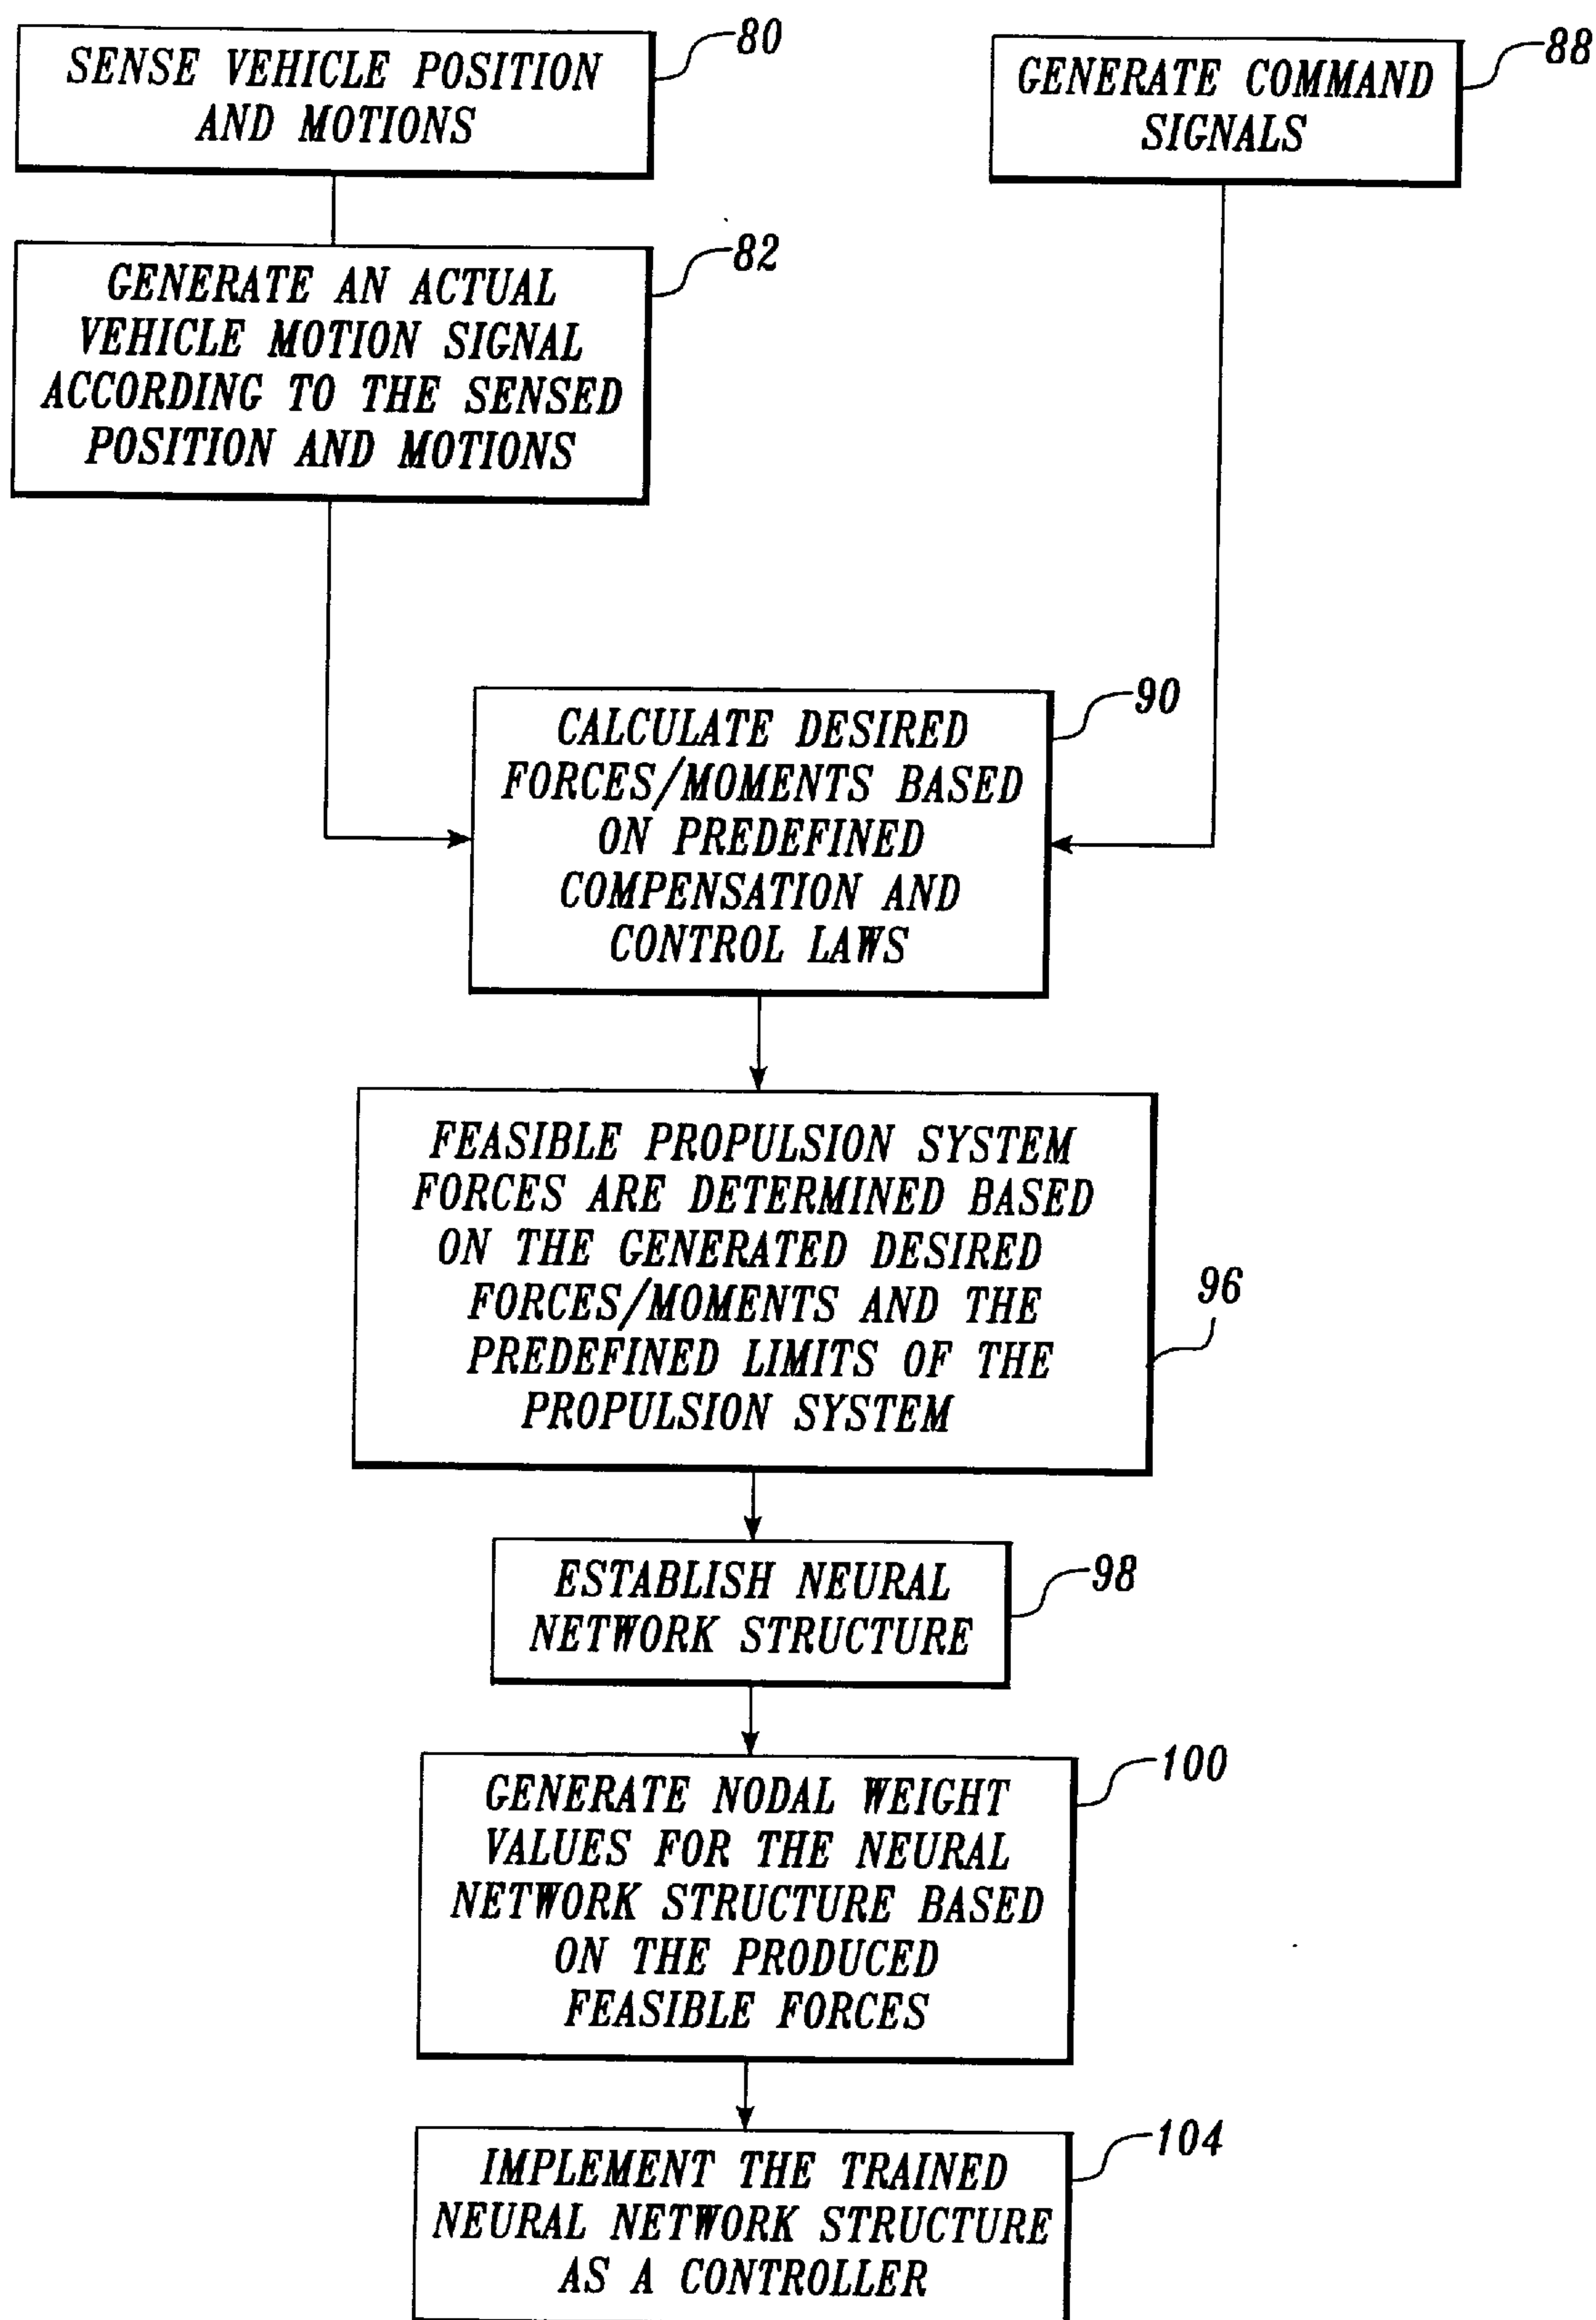 SENSE VEHICLE POSITION
AND MOTIONS
80
GENERATE COMMAND
SIGNALS
88
GENERATE AN ACTUAL
VEHICLE MOTION SIGNAL
ACCORDING TO THE SENSED
POSITION AND MOTIONS
82
CALCULATE DESIRED
FORCES/MOMENTS BASED
ON PREDEFINED
COMPENSATION AND
CONTROL LAWS
90
FEASIBLE PROPULSION SYSTEM
FORCES ARE DETERMINED BASED
ON THE GENERATED DESIRED
FORCES/MOMENTS AND THE
PREDEFINED LIMITS OF THE
PROPULSION SYSTEM
96
ESTABLISH NEURAL
NETWORK STRUCTURE
98
GENERATE NODAL WEIGHT
VALUES FOR THE NEURAL
NETWORK STRUCTURE BASED
ON THE PRODUCED
FEASIBLE FORCES
100
IMPLEMENT THE TRAINED
NEURAL NETWORK STRUCTURE
AS A CONTROLLER
104